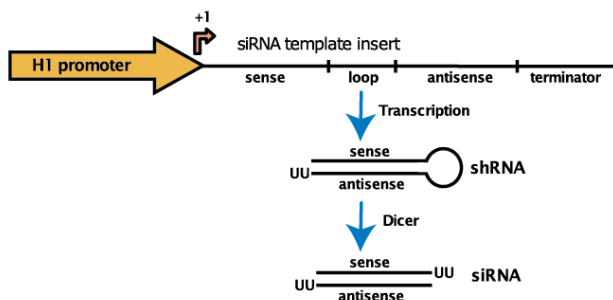 +1
siRNA template insert
H1 promoter
sense loop antisense terminator
Transcription
sense
UU shRNA
antisense
Dicer
sense
UU siRNA
UU
antisense